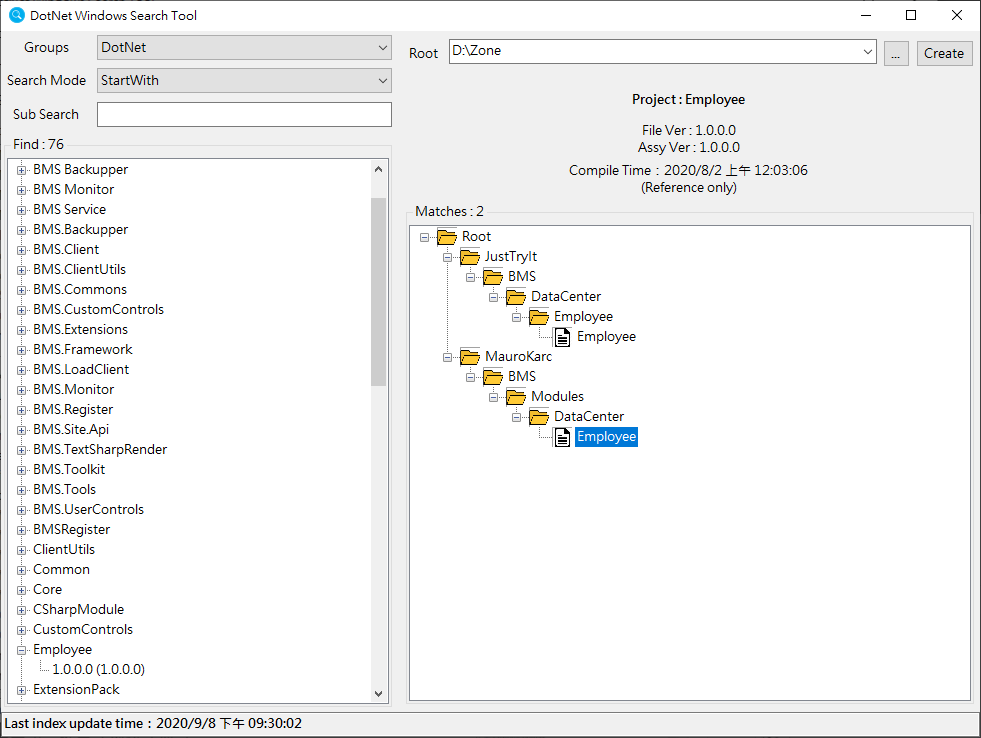 DotNet Windows Search Tool
Groups
DotNet
Search Mode
StartWith
Sub Search
Find : 76
BMS Backupper
BMS Monitor
BMS Service
BMS.Backupper
BMS.Client
BMS.ClientUtils
BMS.Commons
BMS.CustomControls
BMS.Extensions
BMS.Framework
BMS.LoadClient
BMS.Monitor
BMS.Register
BMS.Site.Api
BMS.TextSharpRender
BMS.Toolkit
BMS.Tools
BMS.UserControls
BMSRegister
ClientUtils
Common
Core
CSharpModule
CustomControls
Employee
1.0.0.0 (1.0.0.0)
ExtensionPack
Root
D:\Zone
...
Create
Project : Employee
File Ver : 1.0.0.0
Assy Ver : 1.0.0.0
Compile Time：2020/8/2 上午 12:03:06
(Reference only)
Matches : 2
Root
JustTryIt
BMS
DataCenter
Employee
Employee
MauroKarc
BMS
Modules
DataCenter
Employee
Last index update time：2020/9/8 下午 09:30:02